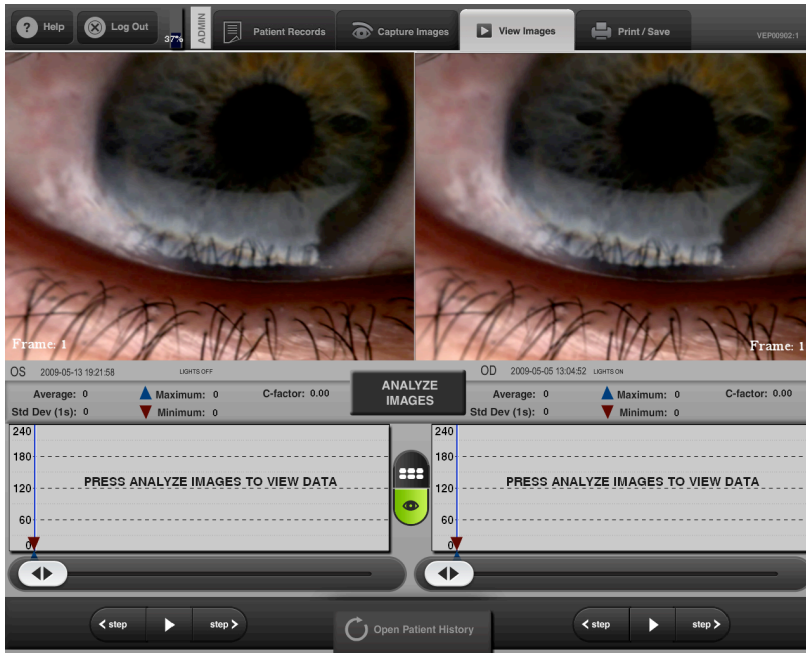 ? Help
Log Out
37%
ADMIN
Patient Records
Capture Images
View Images
Print / Save
VEP00902:1
Frame: 1
Frame: 1
OS 2009-05-13 19:21:58 LIGHTS OFF
OD 2009-05-05 13:04:52 LIGHTS ON
ANALYZE
IMAGES
Average: 0 Maximum: 0 C-factor: 0.00
Std Dev (1s): 0 Minimum: 0
Average: 0 Maximum: 0 C-factor: 0.00
Std Dev (1s): 0 Minimum: 0
240
180
PRESS ANALYZE IMAGES TO VIEW DATA
120
60
0
240
180
PRESS ANALYZE IMAGES TO VIEW DATA
120
60
0
< step
step >
Open Patient History
< step
step >